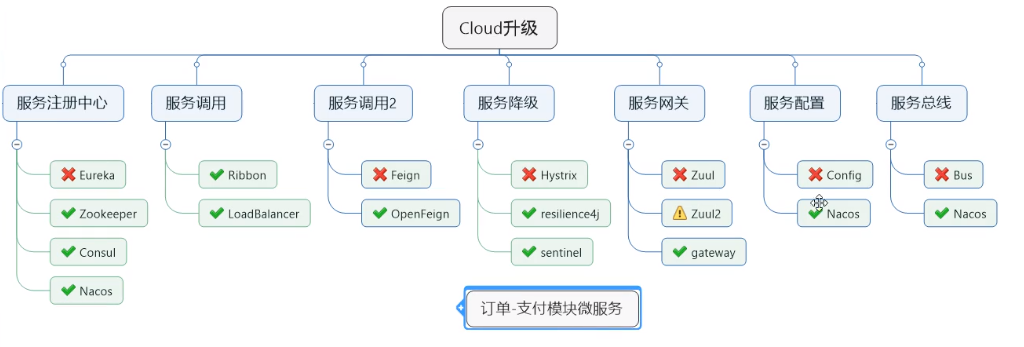 Cloud升级
服务注册中心
服务调用
服务调用2
服务降级
服务网关
服务配置
服务总线
Eureka
Zookeeper
Consul
Nacos
Ribbon
LoadBalancer
Feign
OpenFeign
Hystrix
resilience4j
sentinel
Zuul
Zuul2
gateway
Config
Nacos
Bus
Nacos
订单-支付模块微服务